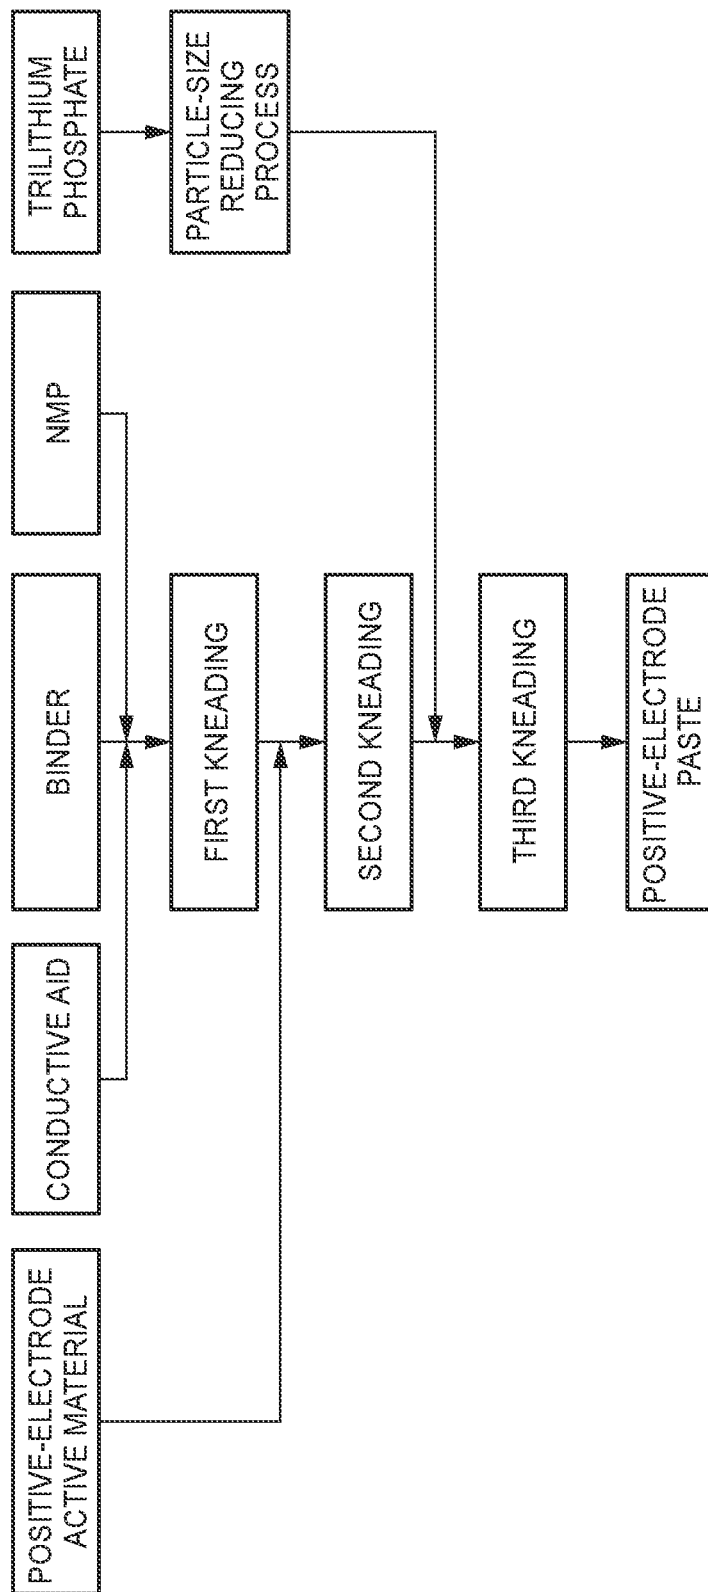 POSITIVE-ELECTRODE
ACTIVE MATERIAL
CONDUCTIVE AID
BINDER
NMP
TRILITHIUM
PHOSPHATE
PARTICLE-SIZE
REDUCING
PROCESS
FIRST KNEADING
SECOND KNEADING
THIRD KNEADING
POSITIVE-ELECTRODE
PASTE